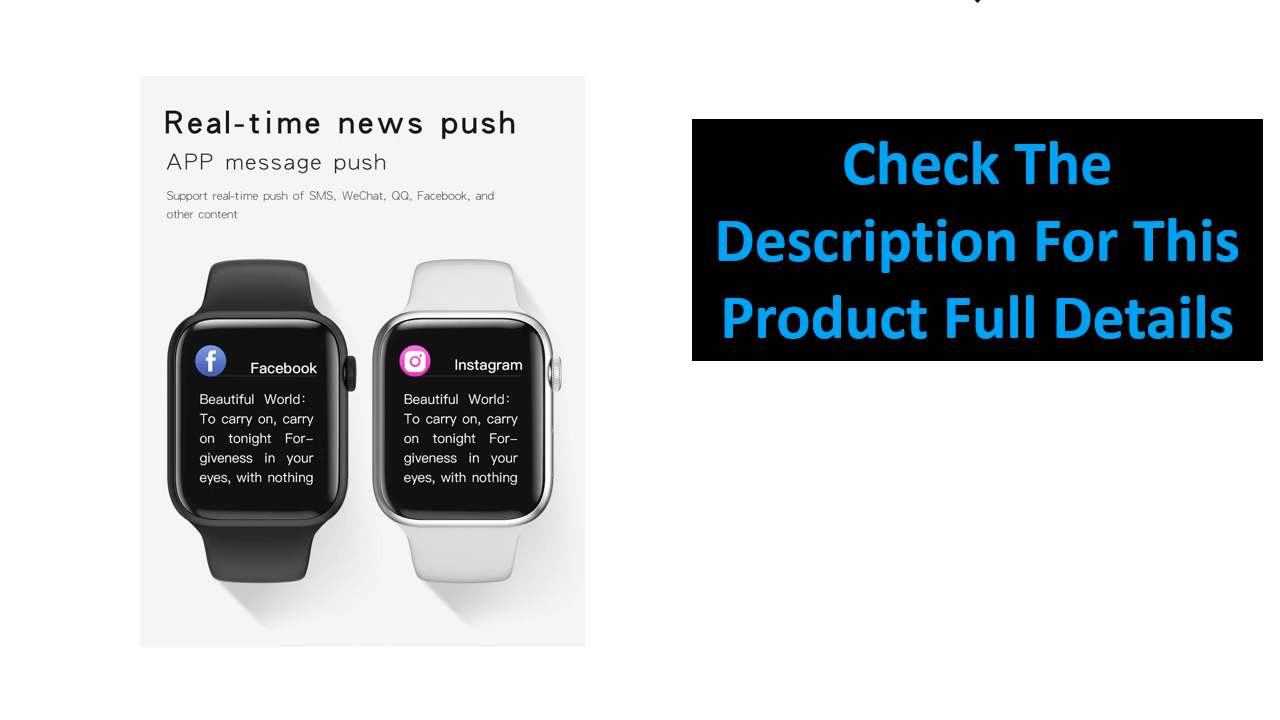 Real-time news push
APP message push
Support real-time push of SMS, WeChat, QQ, Facebook, and
other content
Facebook
Beautiful World:
To carry on, carry
on tonight For-
giveness in your
eyes, with nothing
Instagram
Beautiful World:
To carry on, carry
on tonight For-
giveness in your
eyes, with nothing
Check The
Description For This
Product Full Details